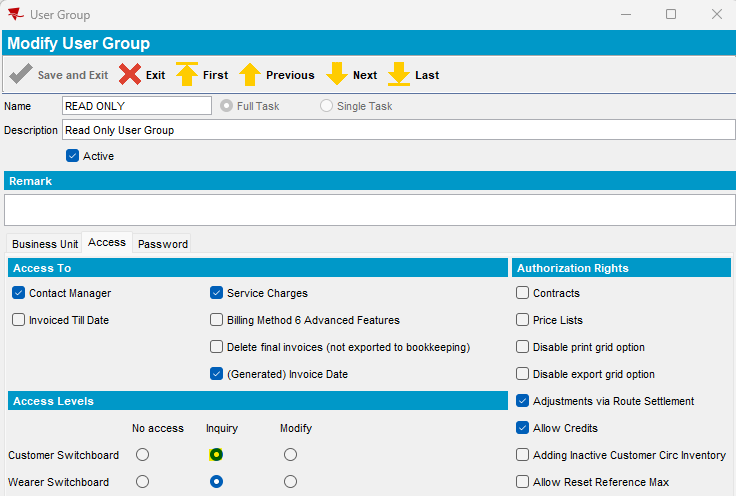 User Group
Modify User Group
Save and Exit Exit First Previous Next Last
Name READ ONLY Full Task Single Task
Description Read Only User Group
Active
Remark
Business Unit Access Password
Access To Authorization Rights
Contact Manager Service Charges Contracts
Invoiced Till Date Billing Method 6 Advanced Features Price Lists
Delete final invoices (not exported to bookkeeping) Disable print grid option
(Generated) Invoice Date Disable export grid option
Access Levels Adjustments via Route Settlement
No access Inquiry Modify Allow Credits
Customer Switchboard Adding Inactive Customer Circ Inventory
Wearer Switchboard Allow Reset Reference Max